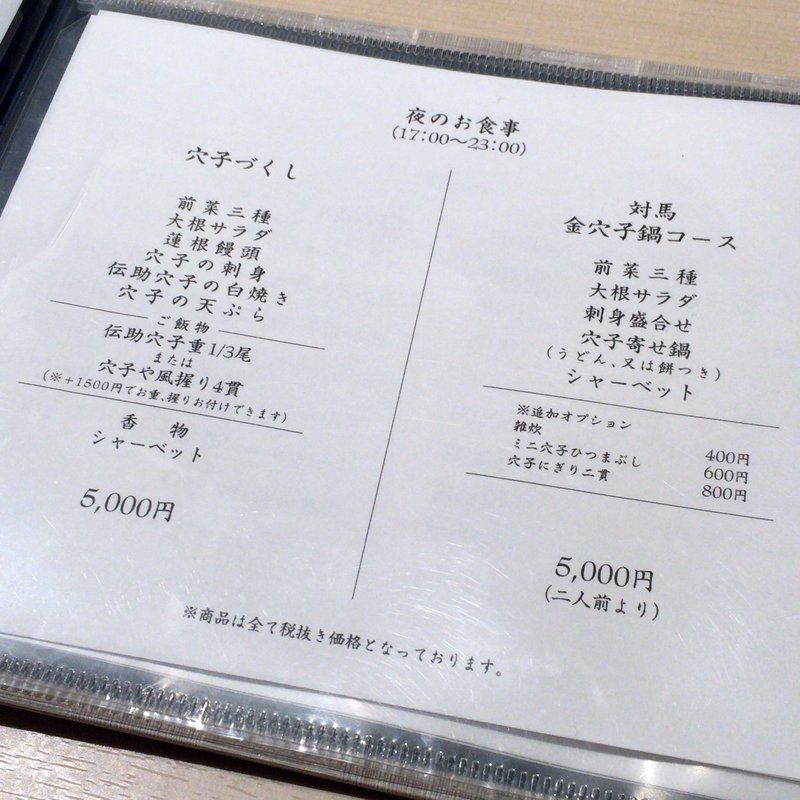 夜のお食事
(17:00〜23:00)
穴子づくし
前菜三種
大根サラダ
蓮根饅頭
穴子の刺身
伝助穴子の白焼き
穴子の天ぷら
ご飯物
伝助穴子重1/3尾
または
穴子や風握り4貫
(※+1500円でお重、握りお付けできます)
香 物
シャーベット
5,000円
対馬
金穴子鍋コース
前菜三種
大根サラダ
刺身盛合せ
穴子寄せ鍋
(うどん、又は餅つき)
シャーベット
※追加オプション
雑炊 400円
ミニ穴子ひつまぶし 600円
穴子にぎり二貫 800円
5,000円
(二人前より)
※商品は全て税抜き価格となっております。